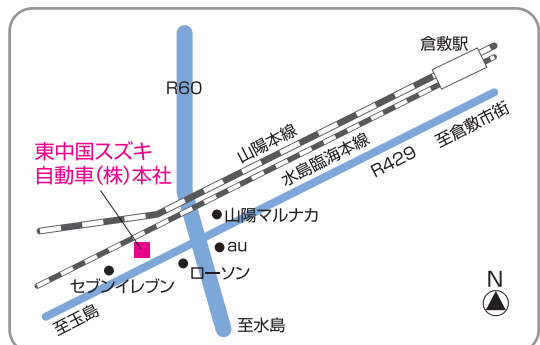 倉敷駅
R60
山陽本線
至倉敷市街
東中国スズキ
自動車(株)本社
水島臨海本線
R429
山陽マルナカ
au
ローソン
セブンイレブン
N
至玉島
至水島